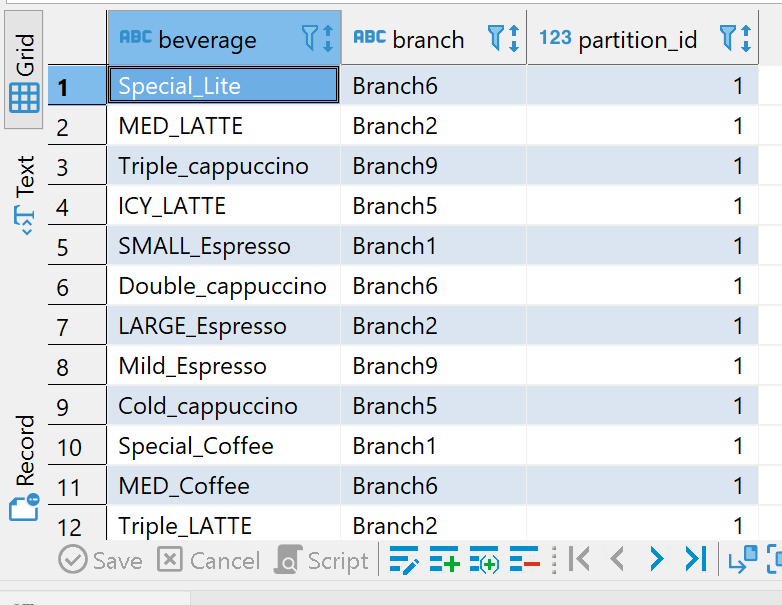 Grid
Text
Record
ABC beverage ABC branch 123 partition_id
1 Special_Lite Branch6 1
2 MED_LATTE Branch2 1
3 Triple_cappuccino Branch9 1
4 ICY_LATTE Branch5 1
5 SMALL_Espresso Branch1 1
6 Double_cappuccino Branch6 1
7 LARGE_Espresso Branch2 1
8 Mild_Espresso Branch9 1
9 Cold_cappuccino Branch5 1
10 Special_Coffee Branch1 1
11 MED_Coffee Branch6 1
12 Triple_LATTE Branch2 1
Save Cancel Script